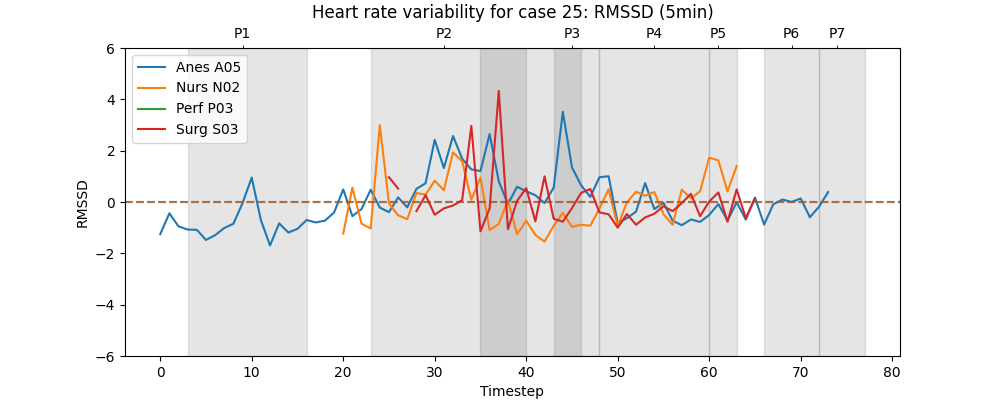 Heart rate variability for case 25: RMSSD (5min)
P1 P2 P3 P4 P5 P6 P7
Anes A05
Nurs N02
Perf P03
Surg S03
RMSSD
6
4
2
0
−2
−4
−6
0 10 20 30 40 50 60 70 80
Timestep